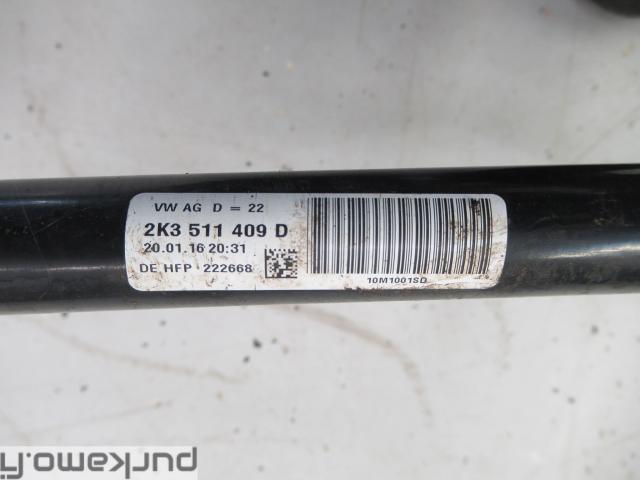 VW AG D = 22
2K3 511 409 D
20.01.16 20:31
DE HFP 222668
10M1001SD
purkamo.fi